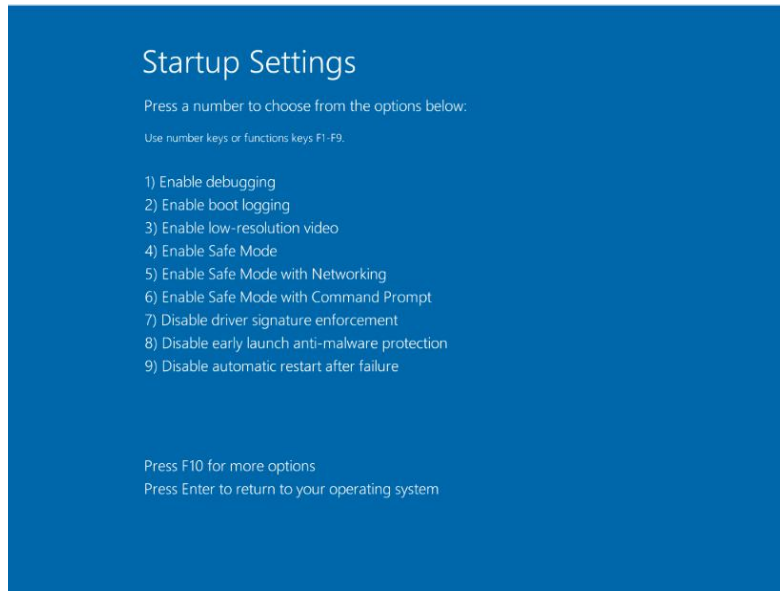 Startup Settings
Press a number to choose from the options below:
Use number keys or functions keys F1-F9.
1) Enable debugging
2) Enable boot logging
3) Enable low-resolution video
4) Enable Safe Mode
5) Enable Safe Mode with Networking
6) Enable Safe Mode with Command Prompt
7) Disable driver signature enforcement
8) Disable early launch anti-malware protection
9) Disable automatic restart after failure
Press F10 for more options
Press Enter to return to your operating system